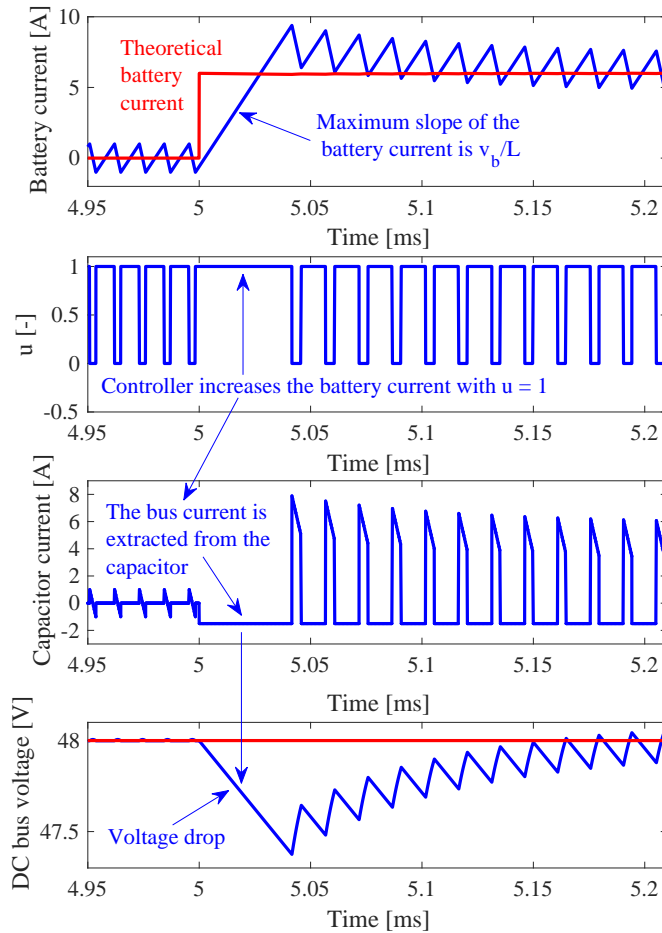 Battery current [A]
10
5
0
Theoretical
battery
current
Maximum slope of the
battery current is v_b/L
4.95 5 5.05 5.1 5.15 5.2
Time [ms]
u [-]
1
0.5
0
-0.5
Controller increases the battery current with u = 1
4.95 5 5.05 5.1 5.15 5.2
Time [ms]
Capacitor current [A]
8
6
4
2
0
-2
The bus current is
extracted from the
capacitor
4.95 5 5.05 5.1 5.15 5.2
Time [ms]
DC bus voltage [V]
48
47.5
Voltage drop
4.95 5 5.05 5.1 5.15 5.2
Time [ms]